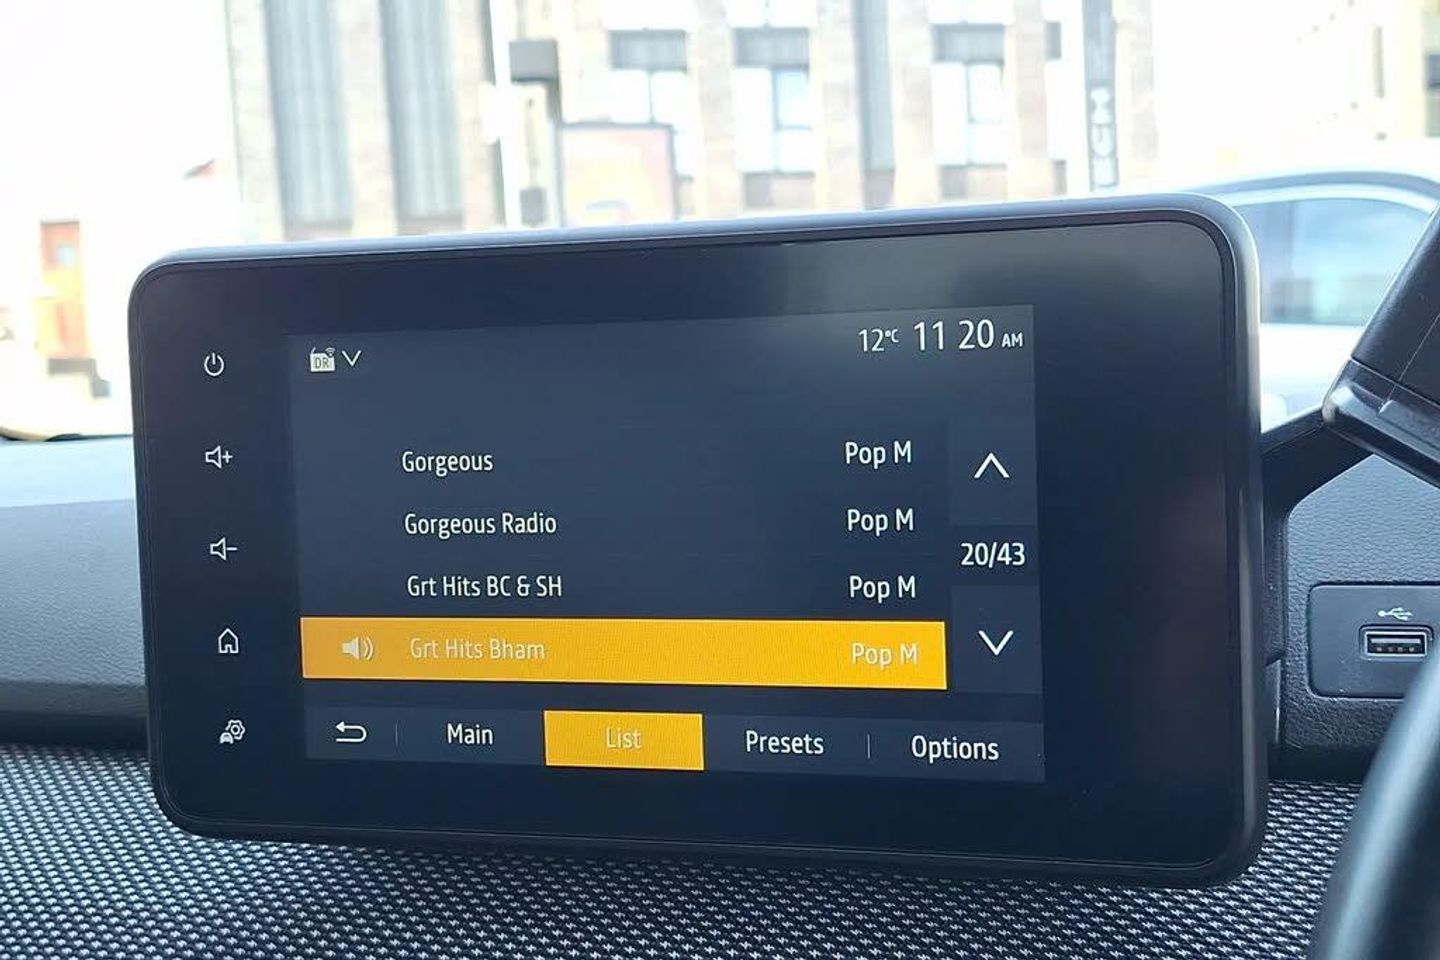 DR 12°C 11 20 AM
Gorgeous Pop M
Gorgeous Radio Pop M
20/43
Grt Hits BC & SH Pop M
Grt Hits Bham Pop M
Main List Presets Options